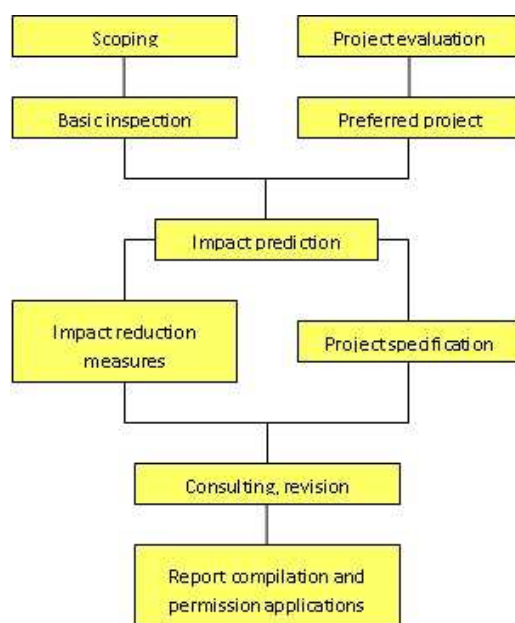 Scoping
Project evaluation
Basic inspection
Preferred project
Impact prediction
Impact reduction
measures
Project specification
Consulting, revision
Report compilation and
permission applications